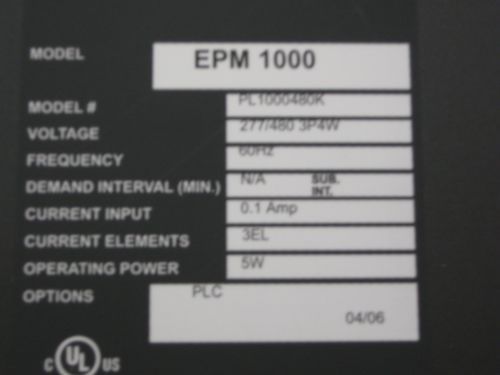 MODEL EPM 1000
MODEL # PL1000480K
VOLTAGE 277/480 3P4W
FREQUENCY 60Hz
DEMAND INTERVAL (MIN.) N/A SUB. INT.
CURRENT INPUT 0.1 Amp
CURRENT ELEMENTS 3EL
OPERATING POWER 5W
OPTIONS PLC
04/06
C UL US